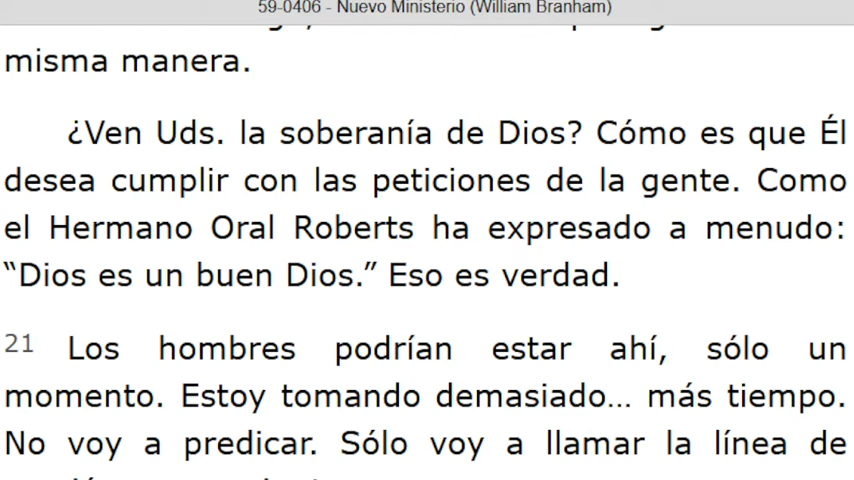 59-0406 - Nuevo Ministerio (William Branham)
misma manera.
¿Ven Uds. la soberanía de Dios? Cómo es que Él
desea cumplir con las peticiones de la gente. Como
el Hermano Oral Roberts ha expresado a menudo:
“Dios es un buen Dios.” Eso es verdad.
21 Los hombres podrían estar ahí, sólo un
momento. Estoy tomando demasiado... más tiempo.
No voy a predicar. Sólo voy a llamar la línea de